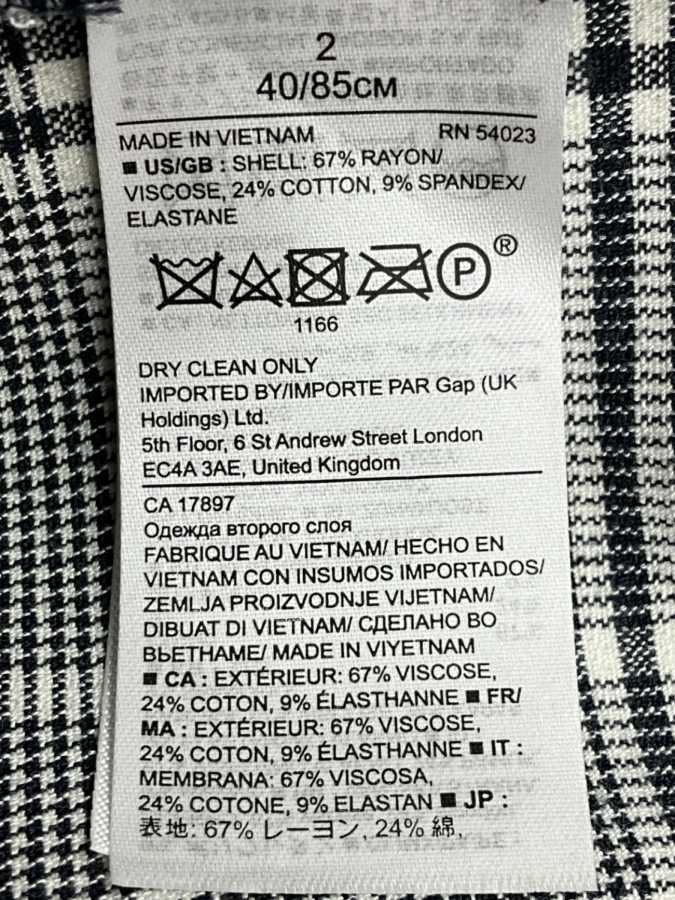 2
40/85CM
MADE IN VIETNAM RN 54023
■ US/GB : SHELL: 67% RAYON/
VISCOSE, 24% COTTON, 9% SPANDEX/
ELASTANE
P ®
1166
DRY CLEAN ONLY
IMPORTED BY/IMPORTE PAR Gap (UK
Holdings) Ltd.
5th Floor, 6 St Andrew Street London
EC4A 3AE, United Kingdom
CA 17897
Одежда второго слоя
FABRIQUE AU VIETNAM/ HECHO EN
VIETNAM CON INSUMOS IMPORTADOS/
ZEMLJA PROIZVODNJE VIJETNAM/
DIBUAT DI VIETNAM/ СДЕЛАНО ВО
ВЬЕТНАМЕ/ MADE IN VIYETNAM
■ CA : EXTÉRIEUR: 67% VISCOSE,
24% COTON, 9% ÉLASTHANNE ■ FR/
MA : EXTÉRIEUR: 67% VISCOSE,
24% COTON, 9% ÉLASTHANNE ■ IT :
MEMBRANA: 67% VISCOSA,
24% COTONE, 9% ELASTAN ■ JP :
表地: 67% レーヨン, 24% 綿,